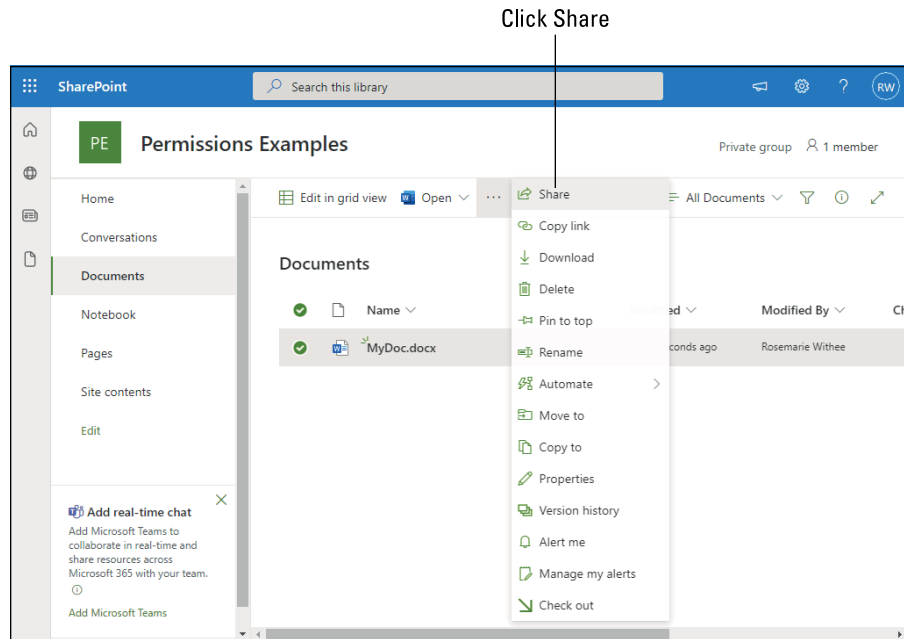 Click Share
SharePoint
Search this library
?
RW
PE
Permissions Examples
Private group
1 member
Home
Conversations
Documents
Notebook
Pages
Site contents
Edit
Edit in grid view
Open
...
All Documents
Documents
Name
Modified By
MyDoc.docx
Rosemarie Withee
Share
Copy link
Download
Delete
Pin to top
Rename
Automate
Move to
Copy to
Properties
Version history
Alert me
Manage my alerts
Check out
Add real-time chat
Add Microsoft Teams to
collaborate in real-time and
share resources across
Microsoft 365 with your team.
Add Microsoft Teams